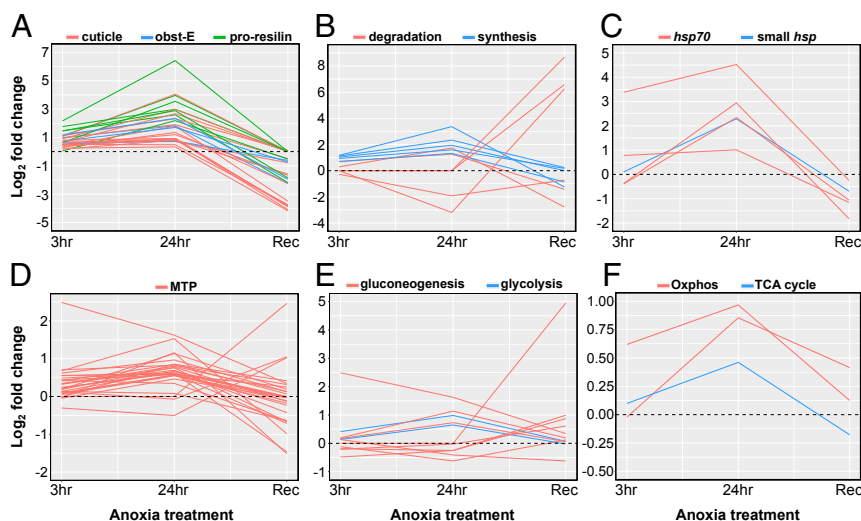 A
cuticle obst-E pro-resilin
Log2 fold change
7
5
3
1
-1
-3
-5
3hr 24hr Rec
B
degradation synthesis
8
6
4
2
0
-2
-4
3hr 24hr Rec
C
hsp70 small hsp
5
4
3
2
1
0
-1
-2
3hr 24hr Rec
D
MTP
Log2 fold change
2
1
0
-1
-2
3hr 24hr Rec
Anoxia treatment
E
gluconeogenesis glycolysis
5
4
3
2
1
0
-1
3hr 24hr Rec
Anoxia treatment
F
Oxphos TCA cycle
1.00
0.75
0.50
0.25
0.00
-0.25
-0.50
3hr 24hr Rec
Anoxia treatment